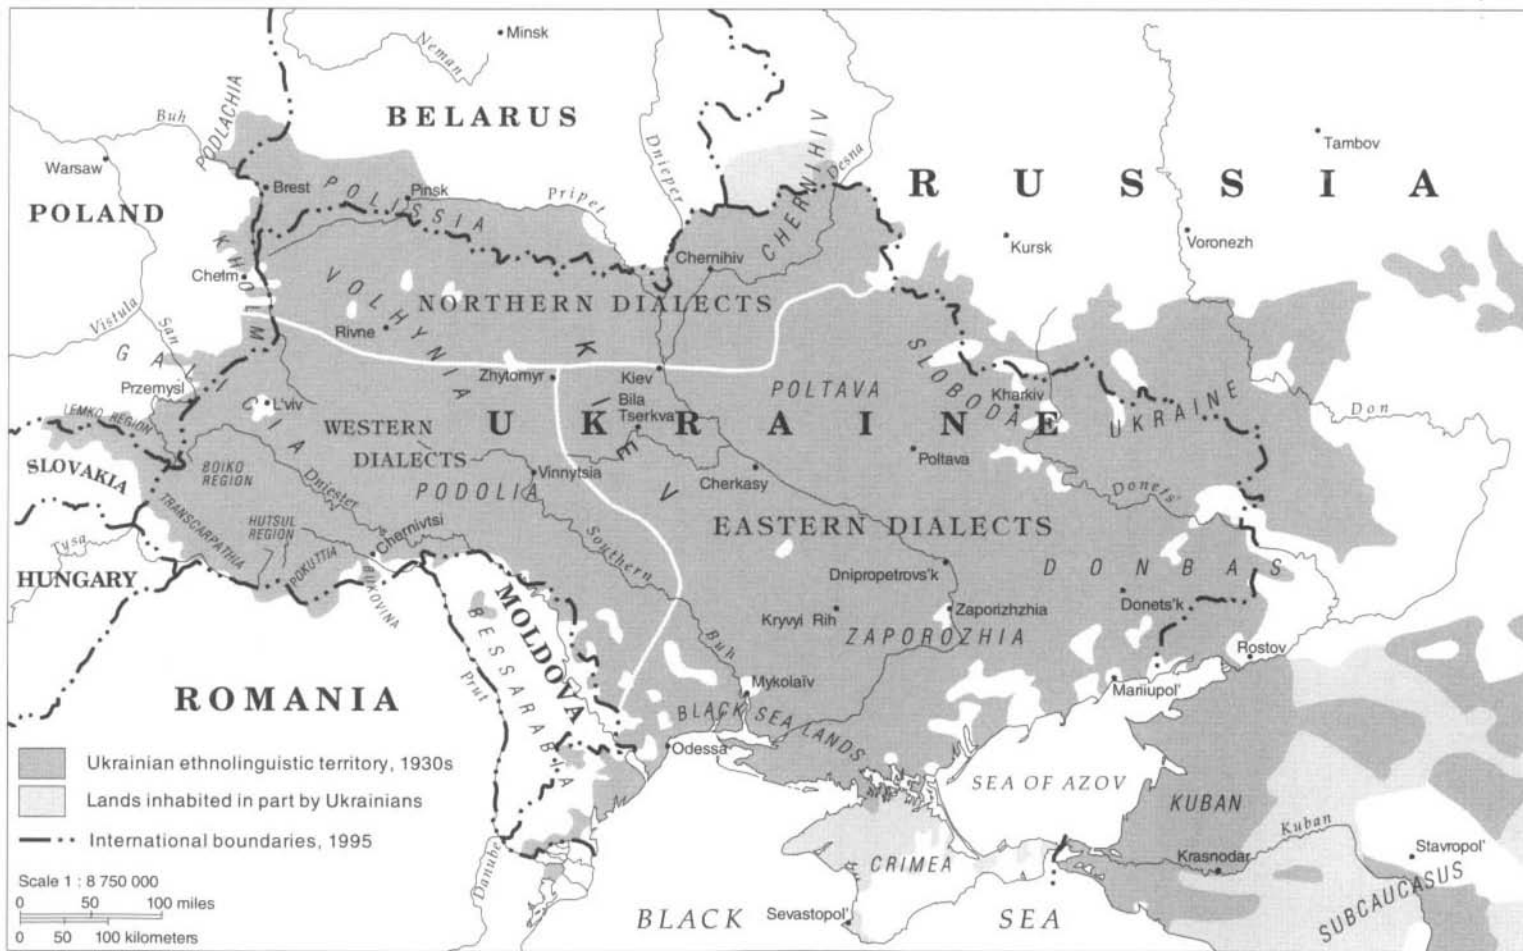 Minsk
Neman
BELARUS
PODLACHIA
Buh
Warsaw
POLAND
Brest
POLISSIA
Pinsk
Pripet
Dnieper
CHERNIHIV
Desna
RUSSIA
Tambov
Kursk
Voronezh
KHOLM
Chełm
Chernihiv
VOLHYNIA
NORTHERN DIALECTS
Vistula
San
Rivne
GALICIA
Przemyśl
L'viv
Zhytomyr
Kiev
KIEV
Bila
Tserkva
POLTAVA
SLOBODA
UKRAINE
Kharkiv
Don
LEMKO REGION
WESTERN
DIALECTS
UKRAINE
Poltava
SLOVAKIA
BOIKO
REGION
Dniester
PODOLIA
Vinnytsia
Cherkasy
Donets'
TRANSCARPATHIA
HUTSUL
REGION
Chernivtsi
Southern
Buh
EASTERN DIALECTS
Tysa
HUNGARY
POKUTTIA
BUKOVINA
Dnipropetrovs'k
DONBAS
MOLDOVA
BESSARABIA
Prut
Kryvyi Rih
Zaporizhzhia
Donets'k
ZAPOROZHIA
Rostov
ROMANIA
Mykolaïv
Mariiupol'
BLACK SEA LANDS
Odessa
SEA OF AZOV
KUBAN
Kuban
Krasnodar
Stavropol'
SUBCAUCASUS
CRIMEA
Danube
Sevastopol'
BLACK SEA
Ukrainian ethnolinguistic territory, 1930s
Lands inhabited in part by Ukrainians
International boundaries, 1995
Scale 1 : 8 750 000
0 50 100 miles
0 50 100 kilometers